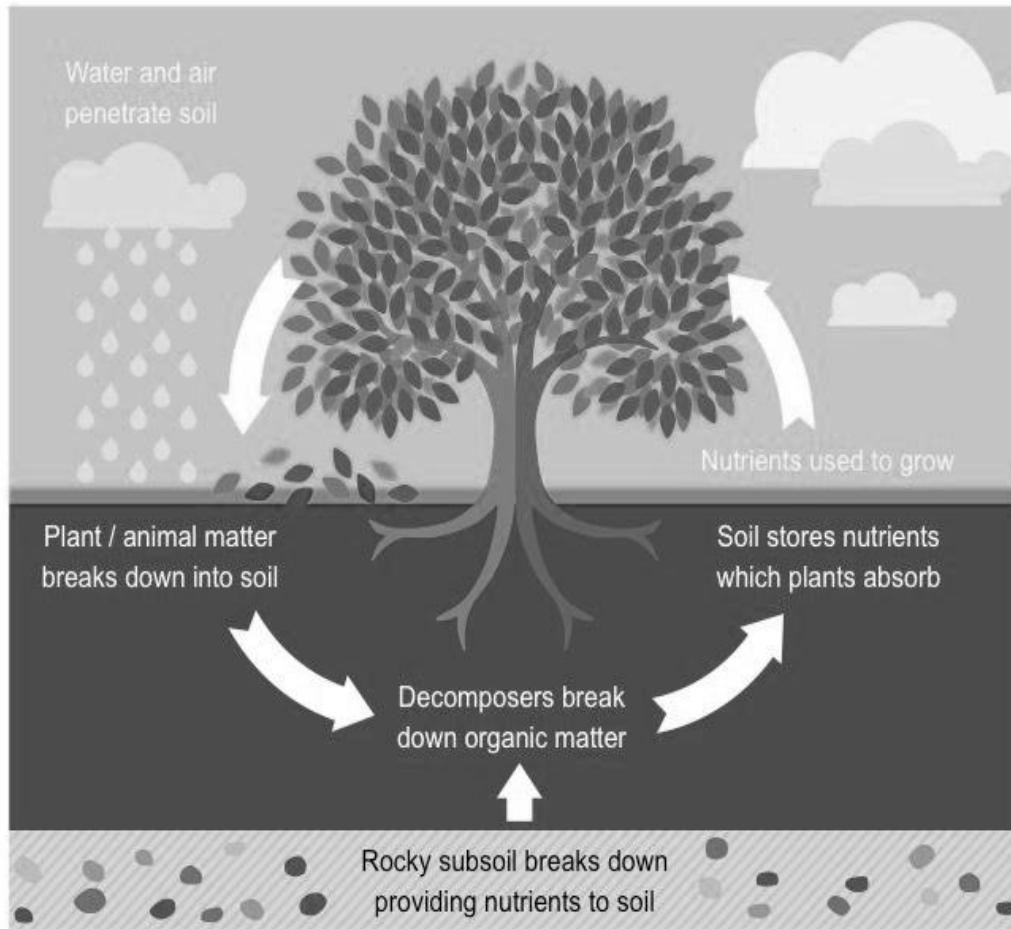 Water and air
penetrate soil
Nutrients used to grow
Plant / animal matter
breaks down into soil
Soil stores nutrients
which plants absorb
Decomposers break
down organic matter
Rocky subsoil breaks down
providing nutrients to soil